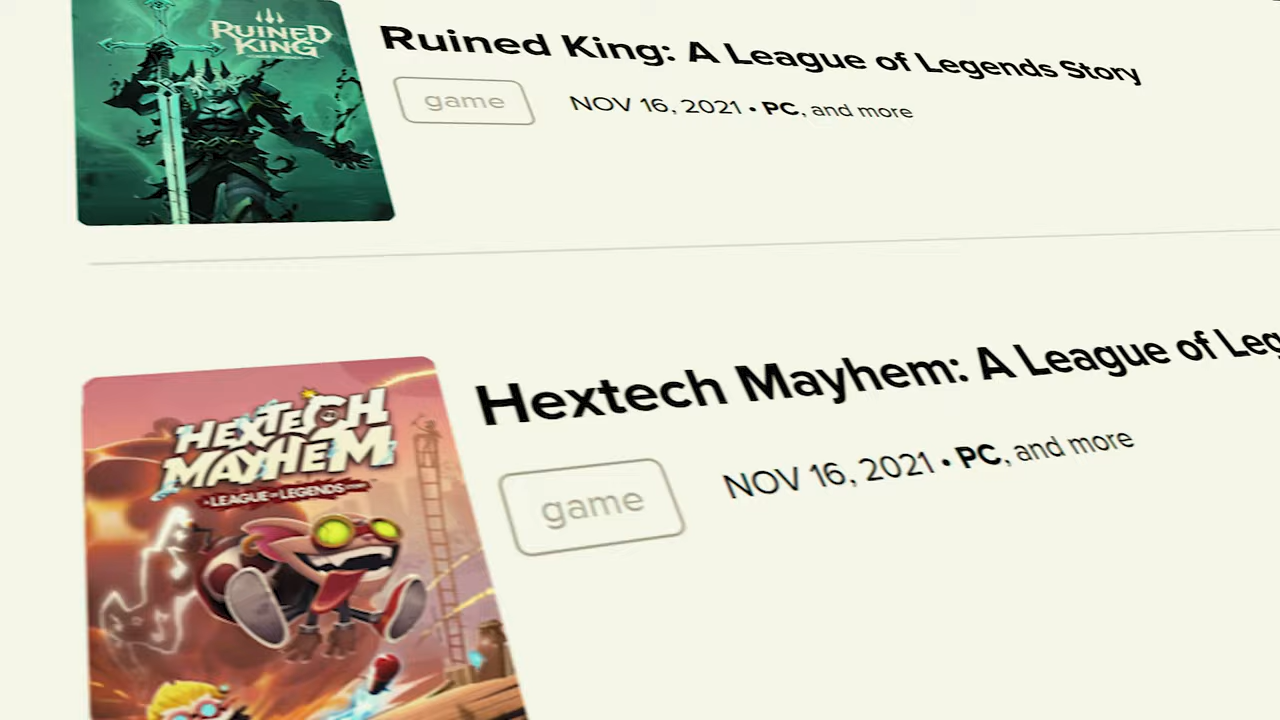 RUINED
KING
Ruined King: A League of Legends Story
game
NOV 16, 2021 • PC, and more
HEXTECH
MAYHEM
A LEAGUE OF LEGENDS
Hextech Mayhem: A League of Leg
game
NOV 16, 2021 • PC, and more